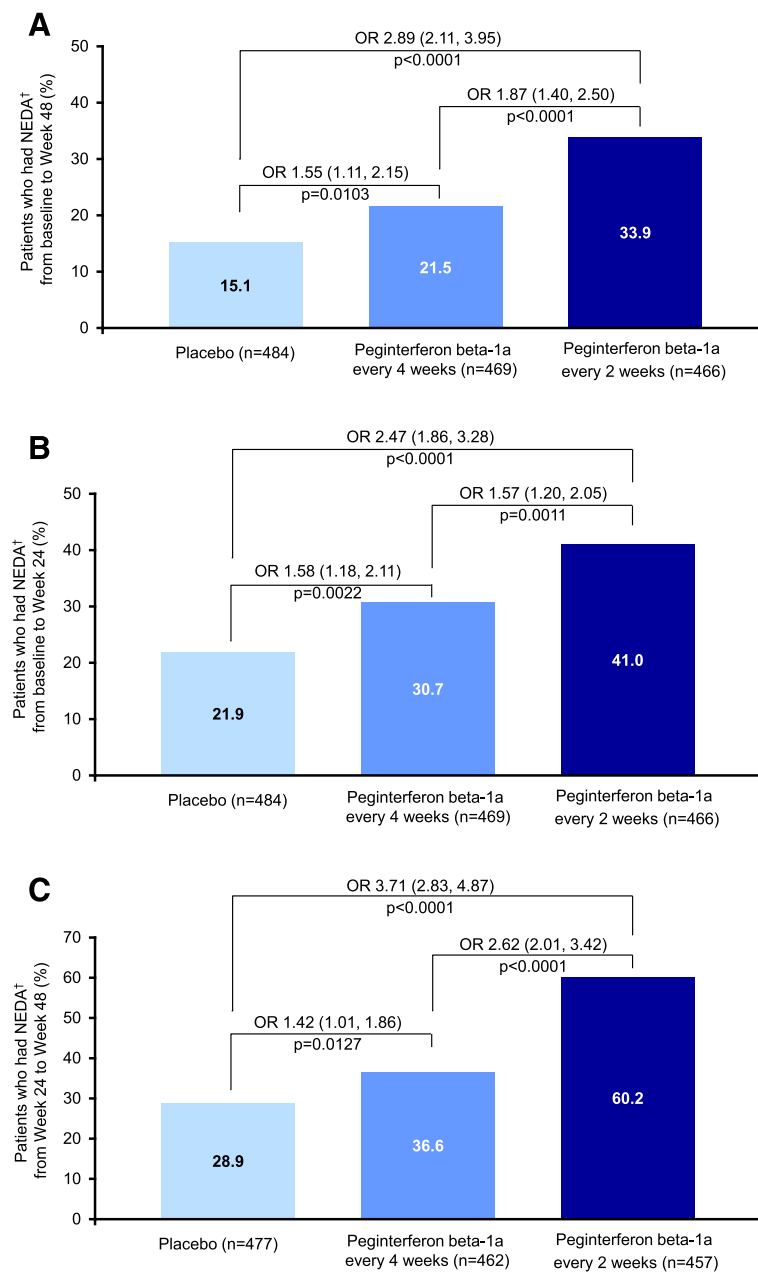 A
OR 2.89 (2.11, 3.95)
p<0.0001
OR 1.87 (1.40, 2.50)
p<0.0001
OR 1.55 (1.11, 2.15)
p=0.0103
Patients who had NEDA†
from baseline to Week 48 (%)
50
40
30
20
10
0
15.1
21.5
33.9
Placebo (n=484)
Peginterferon beta-1a
every 4 weeks (n=469)
Peginterferon beta-1a
every 2 weeks (n=466)
B
OR 2.47 (1.86, 3.28)
p<0.0001
OR 1.57 (1.20, 2.05)
p=0.0011
OR 1.58 (1.18, 2.11)
p=0.0022
Patients who had NEDA†
from baseline to Week 24 (%)
50
40
30
20
10
0
21.9
30.7
41.0
Placebo (n=484)
Peginterferon beta-1a
every 4 weeks (n=469)
Peginterferon beta-1a
every 2 weeks (n=466)
C
OR 3.71 (2.83, 4.87)
p<0.0001
OR 2.62 (2.01, 3.42)
p<0.0001
OR 1.42 (1.01, 1.86)
p=0.0127
Patients who had NEDA†
from Week 24 to Week 48 (%)
70
60
50
40
30
20
10
0
28.9
36.6
60.2
Placebo (n=477)
Peginterferon beta-1a
every 4 weeks (n=462)
Peginterferon beta-1a
every 2 weeks (n=457)